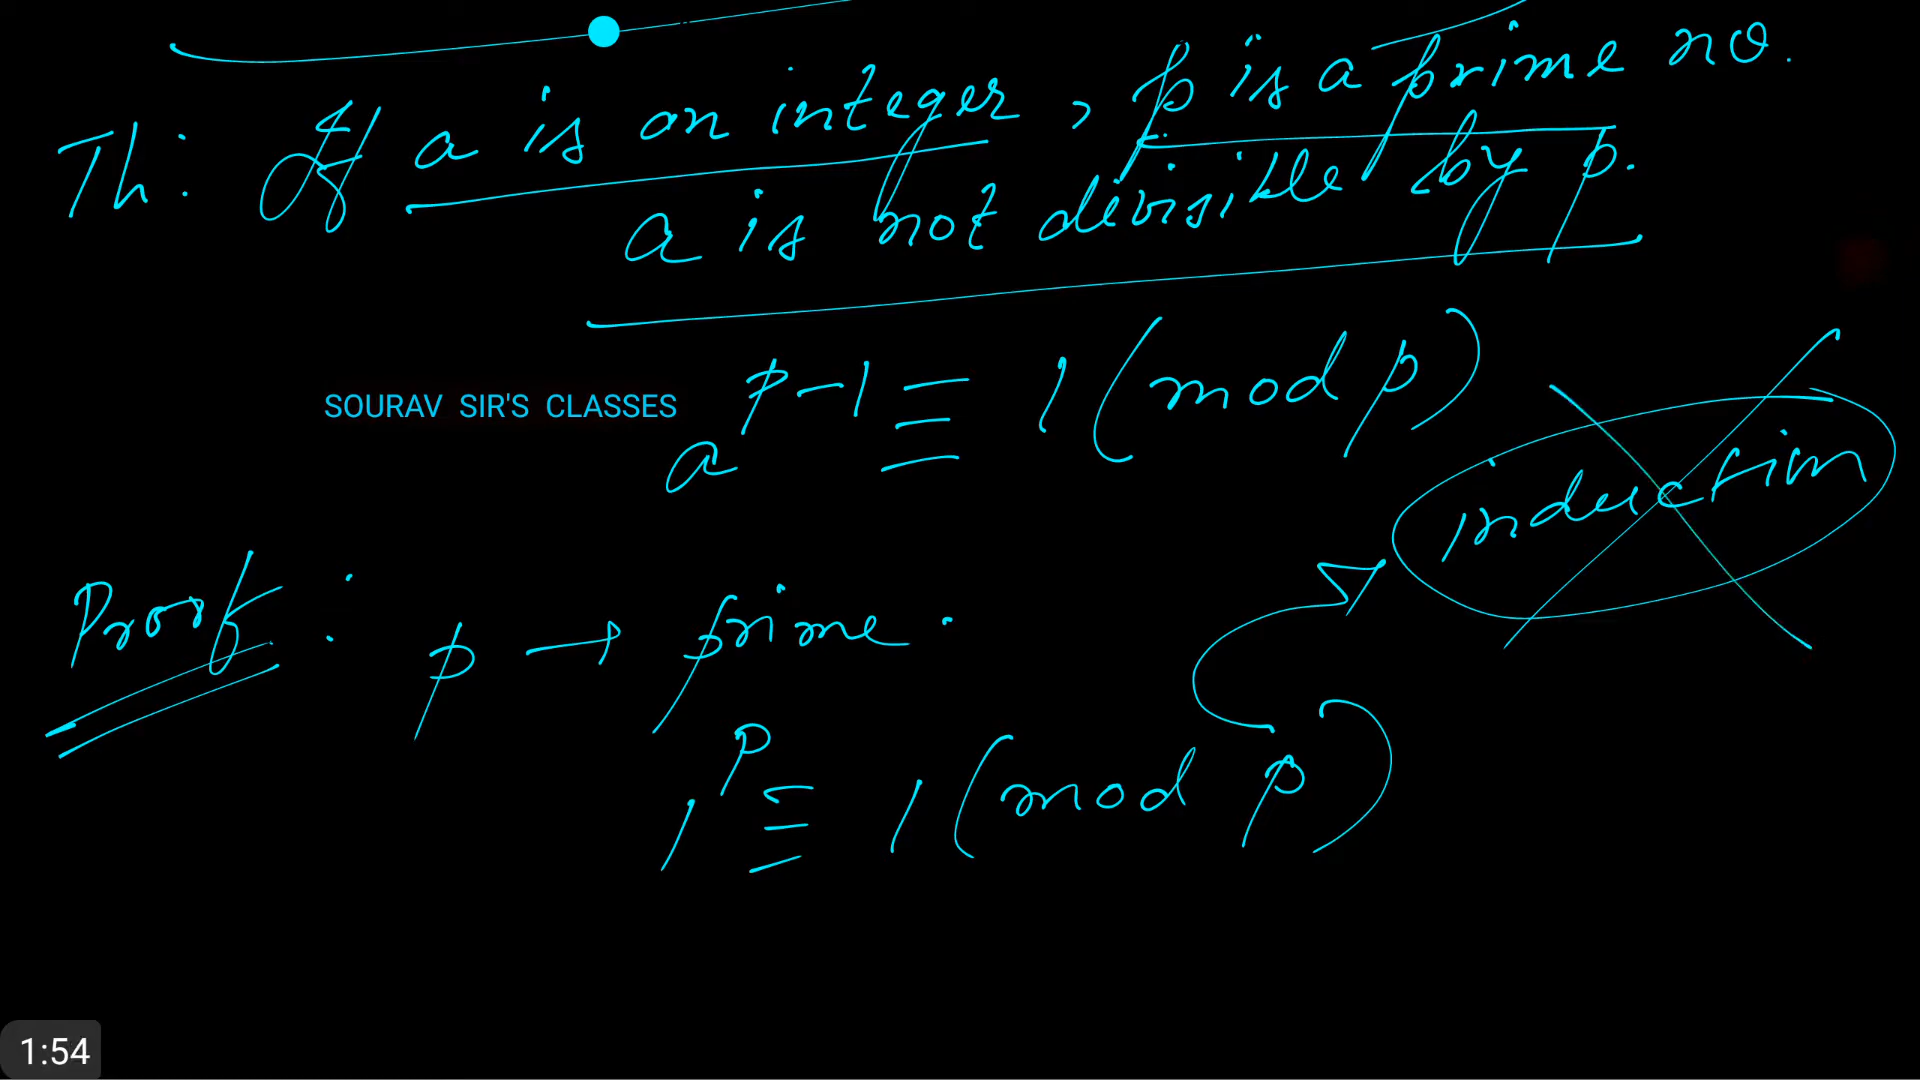 Th: If a is an integer, p is a prime no.
a is not divisible by p.
a^{p-1} ≡ 1 (mod p)
SOURAV SIR'S CLASSES
induction
Proof: p → prime.
1^p ≡ 1 (mod p)
1:54